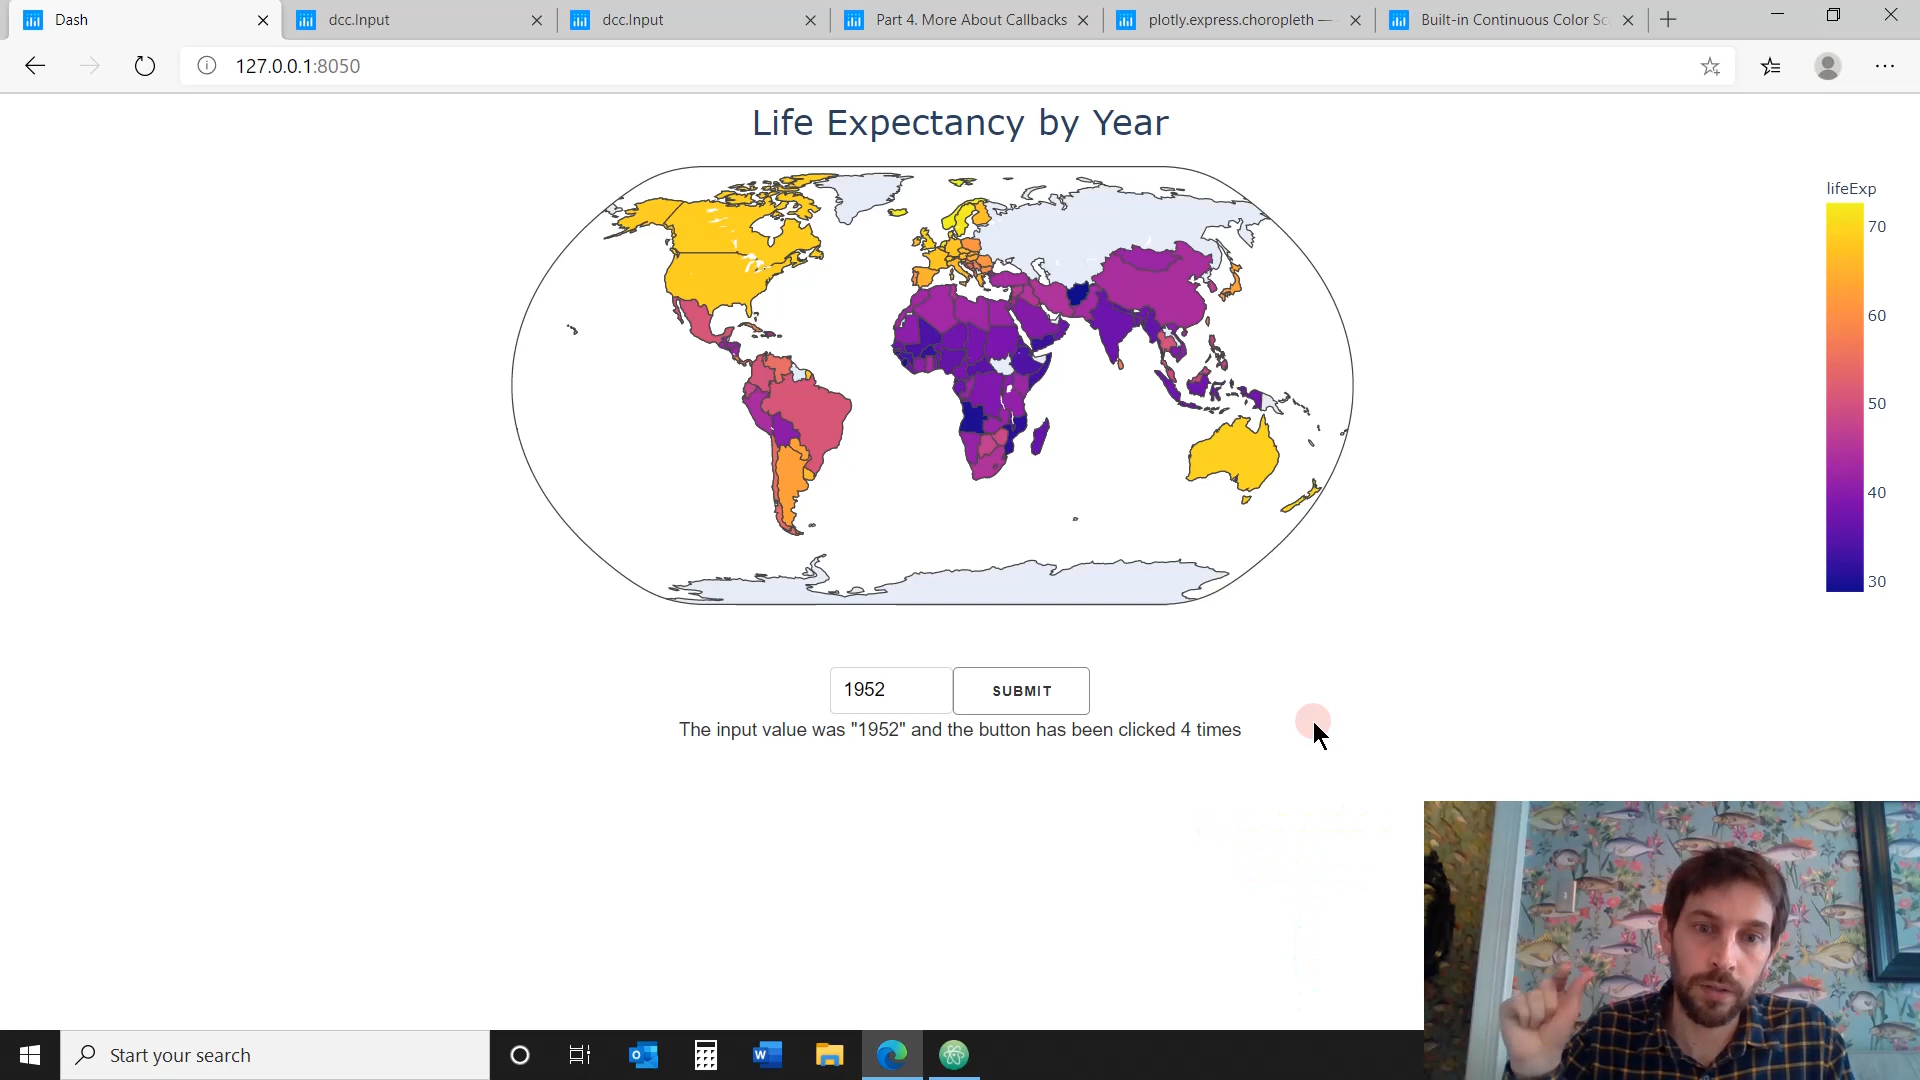 Dash
dcc.Input
dcc.Input
Part 4. More About Callbacks
plotly.express.choropleth —
Built-in Continuous Color Sc
127.0.0.1:8050
Life Expectancy by Year
lifeExp
70
60
50
40
30
1952
SUBMIT
The input value was "1952" and the button has been clicked 4 times
Start your search